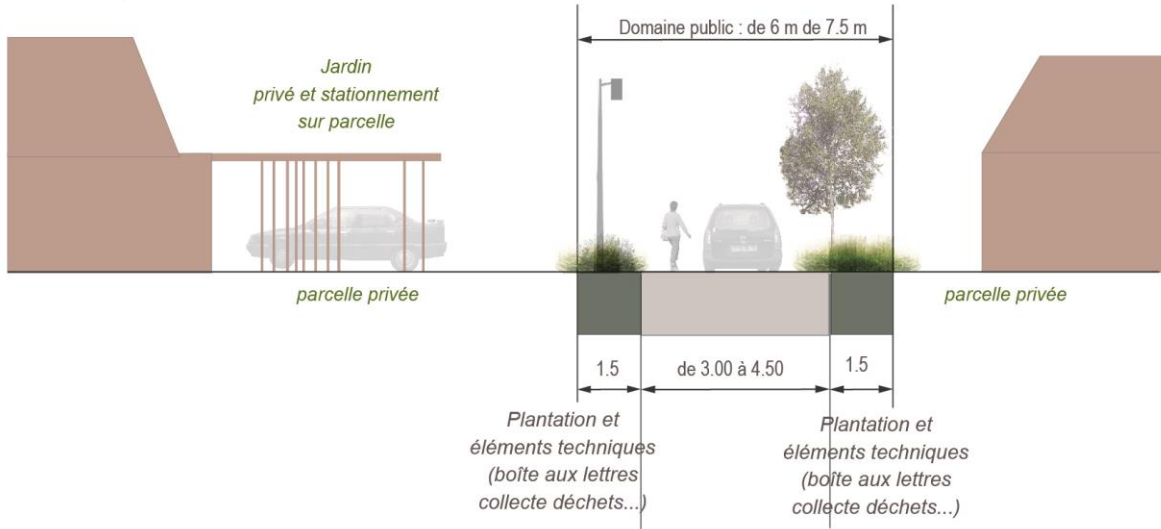 Domaine public : de 6 m de 7.5 m
Jardin
privé et stationnement
sur parcelle
parcelle privée
parcelle privée
1.5
de 3.00 à 4.50
1.5
Plantation et
éléments techniques
(boîte aux lettres
collecte déchets...)
Plantation et
éléments techniques
(boîte aux lettres
collecte déchets...)